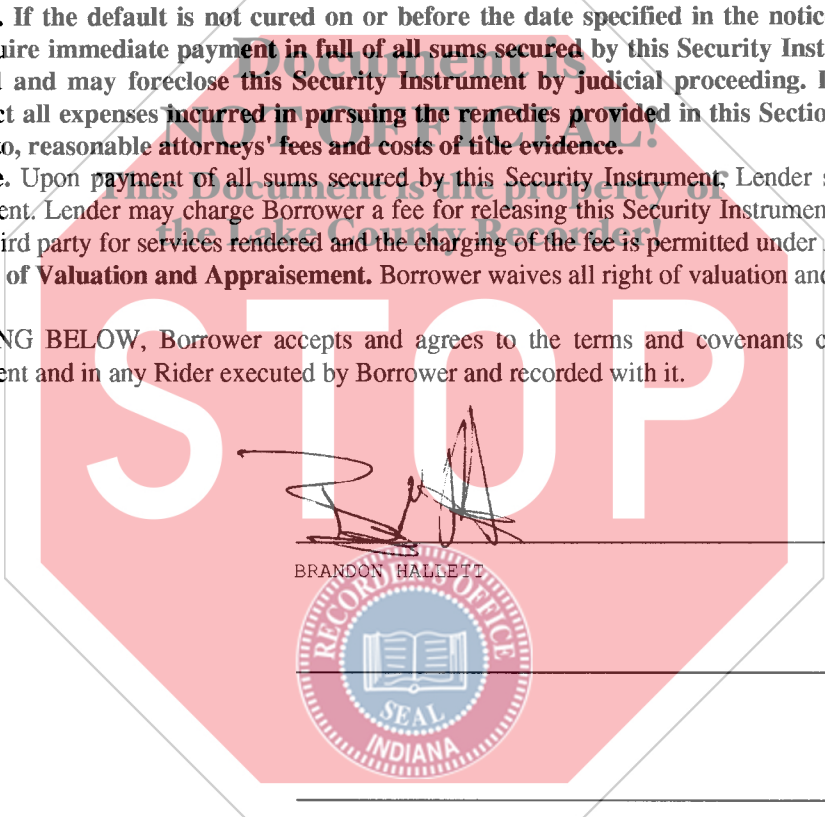 . If the default is not cured on or before the date specified in the notic
uire immediate payment in full of all sums secured by this Security Inst
l and may foreclose this Security Instrument by judicial proceeding.
ct all expenses incurred in pursuing the remedies provided in this Sectio
o, reasonable attorneys' fees and costs of title evidence.
e. Upon payment of all sums secured by this Security Instrument, Lender s
ent. Lender may charge Borrower a fee for releasing this Security Instrumen
ird party for services rendered and the charging of the fee is permitted under
of Valuation and Appraisement. Borrower waives all right of valuation and
NG BELOW, Borrower accepts and agrees to the terms and covenants c
ent and in any Rider executed by Borrower and recorded with it.
Document is
NOT OFFICIAL!
This Document is the property of
the Lake County Recorder!
STOP
BRANDON HALLETT
RECORDER'S OFFICE
SEAL
INDIANA